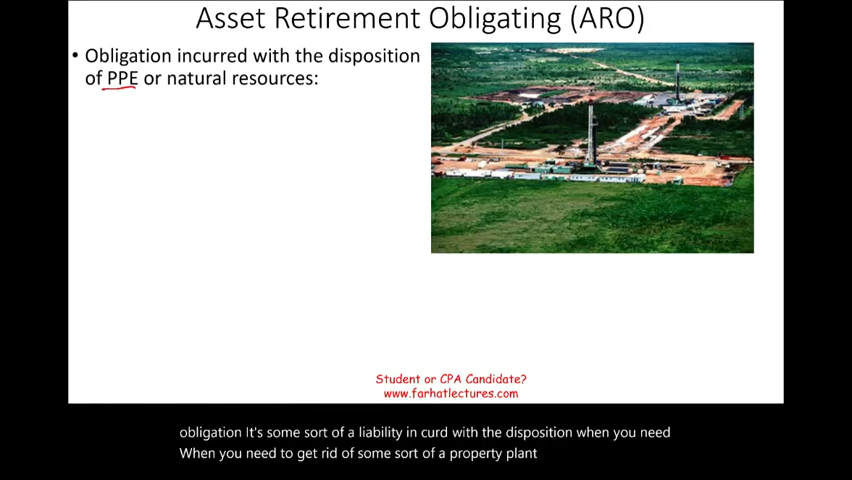 Asset Retirement Obligating (ARO)
• Obligation incurred with the disposition
of PPE or natural resources:
Student or CPA Candidate?
www.farhatlectures.com
obligation It's some sort of a liability in curd with the disposition when you need
When you need to get rid of some sort of a property plant